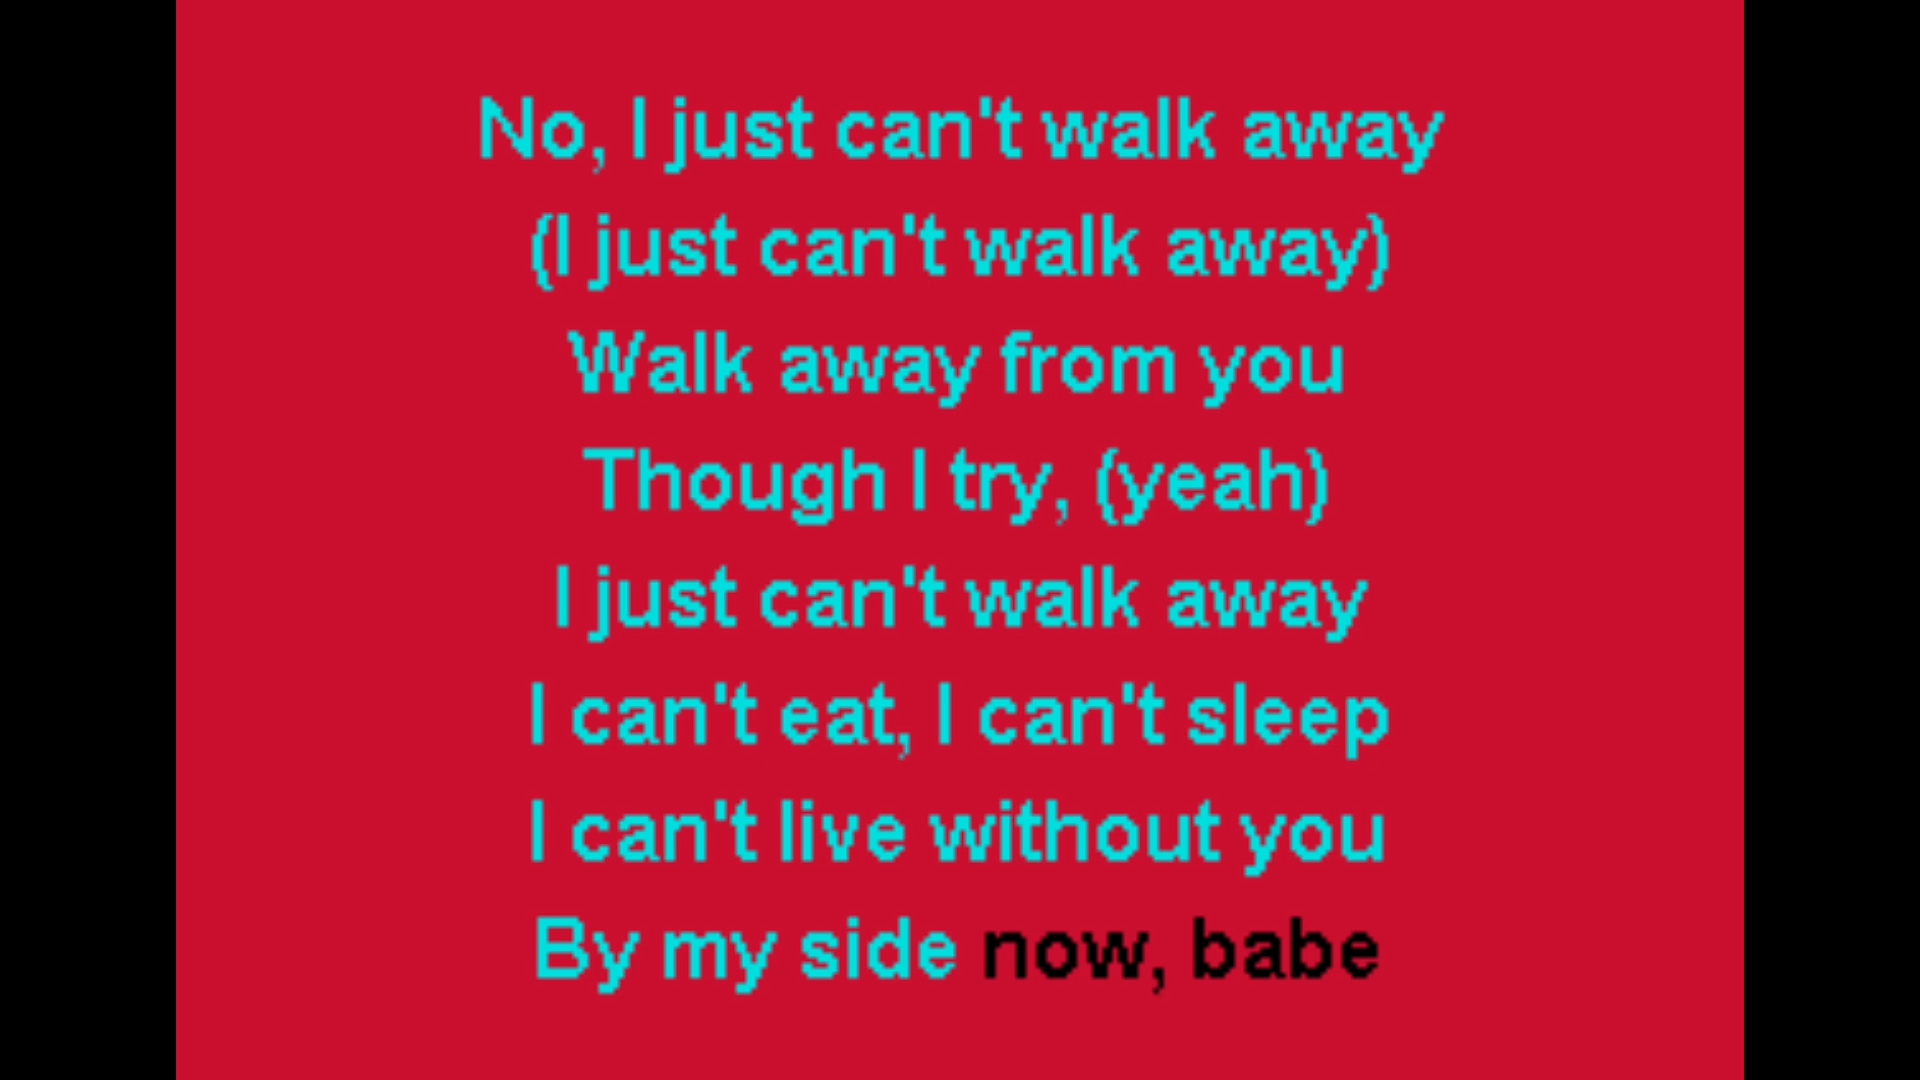 No, I just can't walk away
(I just can't walk away)
Walk away from you
Though I try, (yeah)
I just can't walk away
I can't eat, I can't sleep
I can't live without you
By my side now, babe